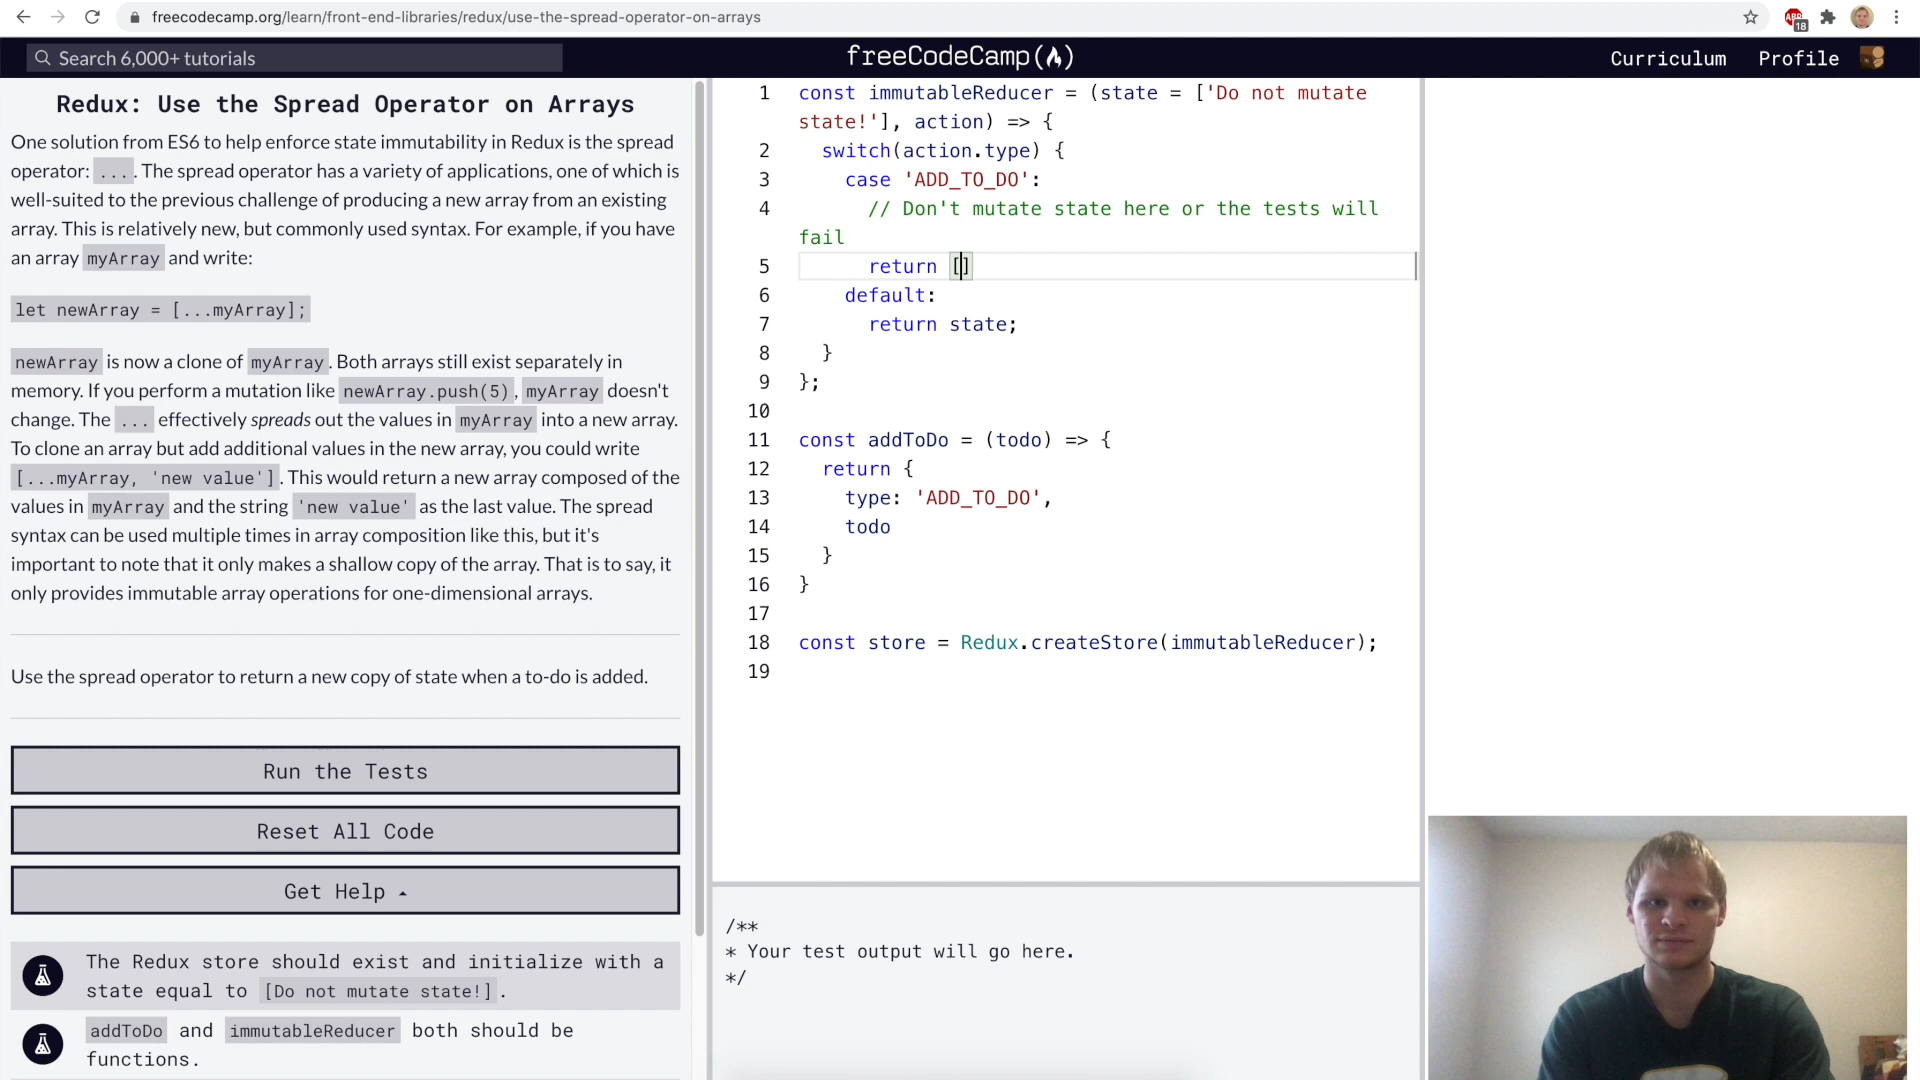 freecodecamp.org/learn/front-end-libraries/redux/use-the-spread-operator-on-arrays
ABP
18
Search 6,000+ tutorials
freeCodeCamp
Curriculum
Profile
Redux: Use the Spread Operator on Arrays
One solution from ES6 to help enforce state immutability in Redux is the spread
operator: ... . The spread operator has a variety of applications, one of which is
well-suited to the previous challenge of producing a new array from an existing
array. This is relatively new, but commonly used syntax. For example, if you have
an array myArray and write:
let newArray = [...myArray];
newArray is now a clone of myArray. Both arrays still exist separately in
memory. If you perform a mutation like newArray.push(5), myArray doesn't
change. The ... effectively spreads out the values in myArray into a new array.
To clone an array but add additional values in the new array, you could write
[...myArray, 'new value']. This would return a new array composed of the
values in myArray and the string 'new value' as the last value. The spread
syntax can be used multiple times in array composition like this, but it's
important to note that it only makes a shallow copy of the array. That is to say, it
only provides immutable array operations for one-dimensional arrays.
Use the spread operator to return a new copy of state when a to-do is added.
Run the Tests
Reset All Code
Get Help
The Redux store should exist and initialize with a
state equal to [Do not mutate state!].
addToDo and immutableReducer both should be
functions.
1 const immutableReducer = (state = ['Do not mutate
state!'], action) => {
2 switch(action.type) {
3 case 'ADD_TO_DO':
4 // Don't mutate state here or the tests will
fail
5 return []
6 default:
7 return state;
8 }
9 };
10
11 const addToDo = (todo) => {
12 return {
13 type: 'ADD_TO_DO',
14 todo
15 }
16 }
17
18 const store = Redux.createStore(immutableReducer);
19
/**
* Your test output will go here.
*/